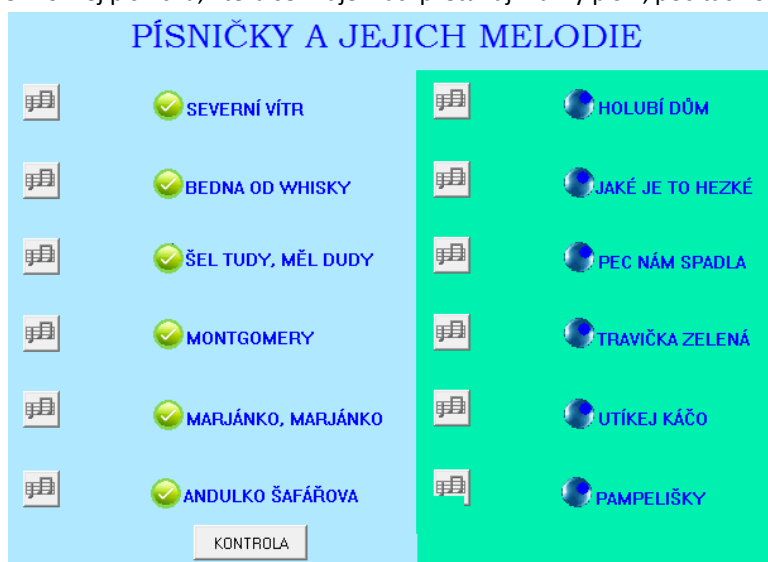 PÍSNIČKY A JEJICH MELODIE
SEVERNÍ VÍTR
BEDNA OD WHISKY
ŠEL TUDY, MĚL DUDY
MONTGOMERY
MARJÁNKO, MARJÁNKO
ANDULKO ŠAFÁŘOVA
KONTROLA
HOLUBÍ DŮM
JAKÉ JE TO HEZKÉ
PEC NÁM SPADLA
TRAVIČKA ZELENÁ
UTÍKEJ KÁČO
PAMPELIŠKY